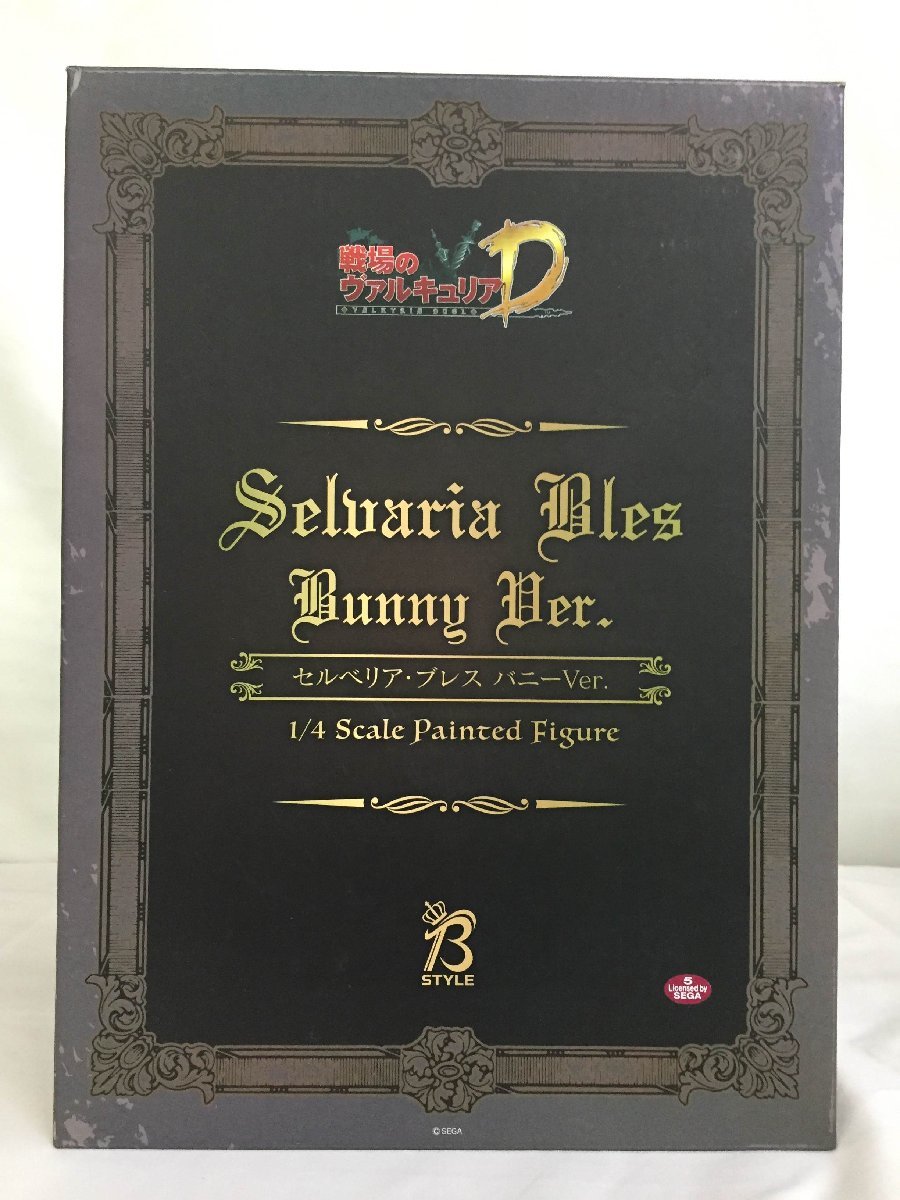 戦場の
ヴァルキュリア D
VALKYRIA DUEL
Selvaria Bles
Bunny Ver.
セルベリア・ブレス バニーVer.
1/4 Scale Painted Figure
B
STYLE
5
Licensed by
SEGA
©SEGA